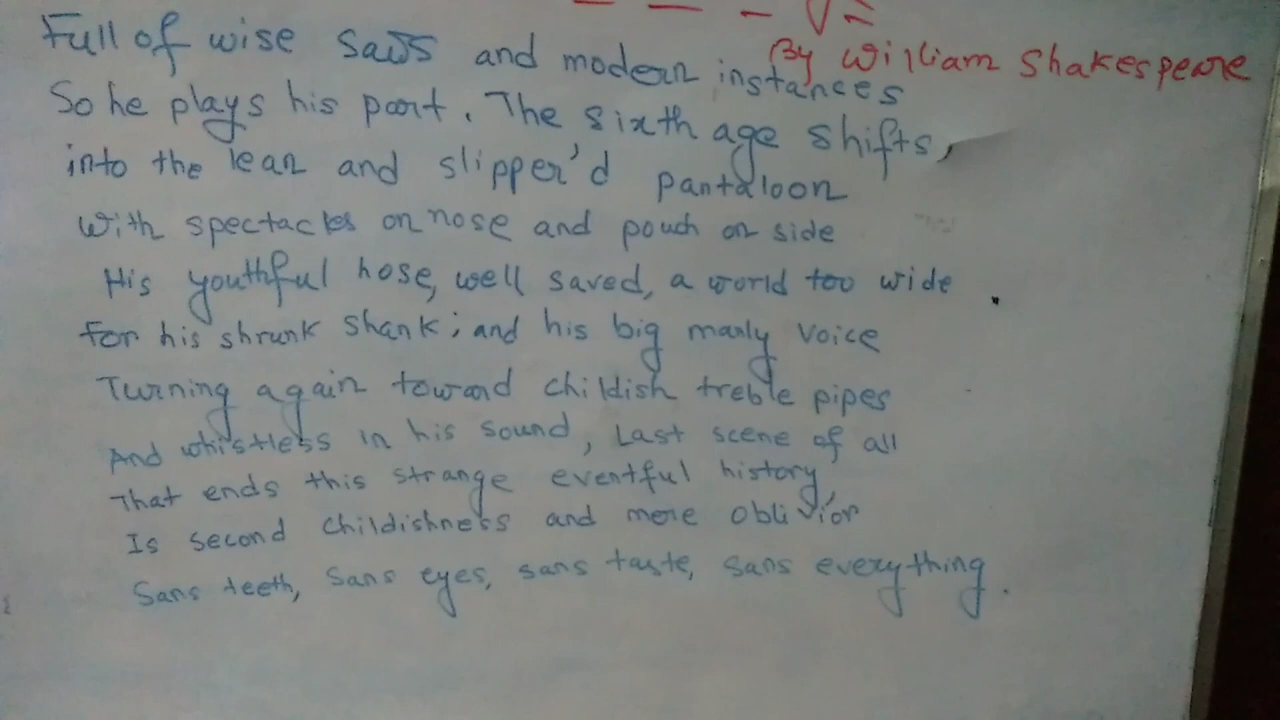 By William Shakespeare
Full of wise saws and modern instances
So he plays his part. The sixth age shifts,
into the lean and slipper'd pantaloon
With spectacles on nose and pouch on side
His youthful hose, well saved, a world too wide
For his shrunk shank; and his big manly voice
Turning again toward childish treble pipes
And whistless in his sound, Last scene of all
That ends this strange eventful history,
Is second childishness and mere oblivion
Sans teeth, Sans eyes, sans taste, sans everything.